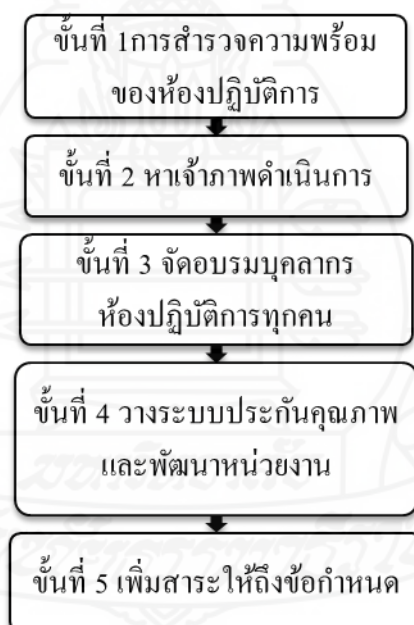 ขั้นที่ 1การสำรวจความพร้อม
ของห้องปฏิบัติการ
ขั้นที่ 2 หาเจ้าภาพดำเนินการ
ขั้นที่ 3 จัดอบรมบุคลากร
ห้องปฏิบัติการทุกคน
ขั้นที่ 4 วางระบบประกันคุณภาพ
และพัฒนาหน่วยงาน
ขั้นที่ 5 เพิ่มสาระให้ถึงข้อกำหนด